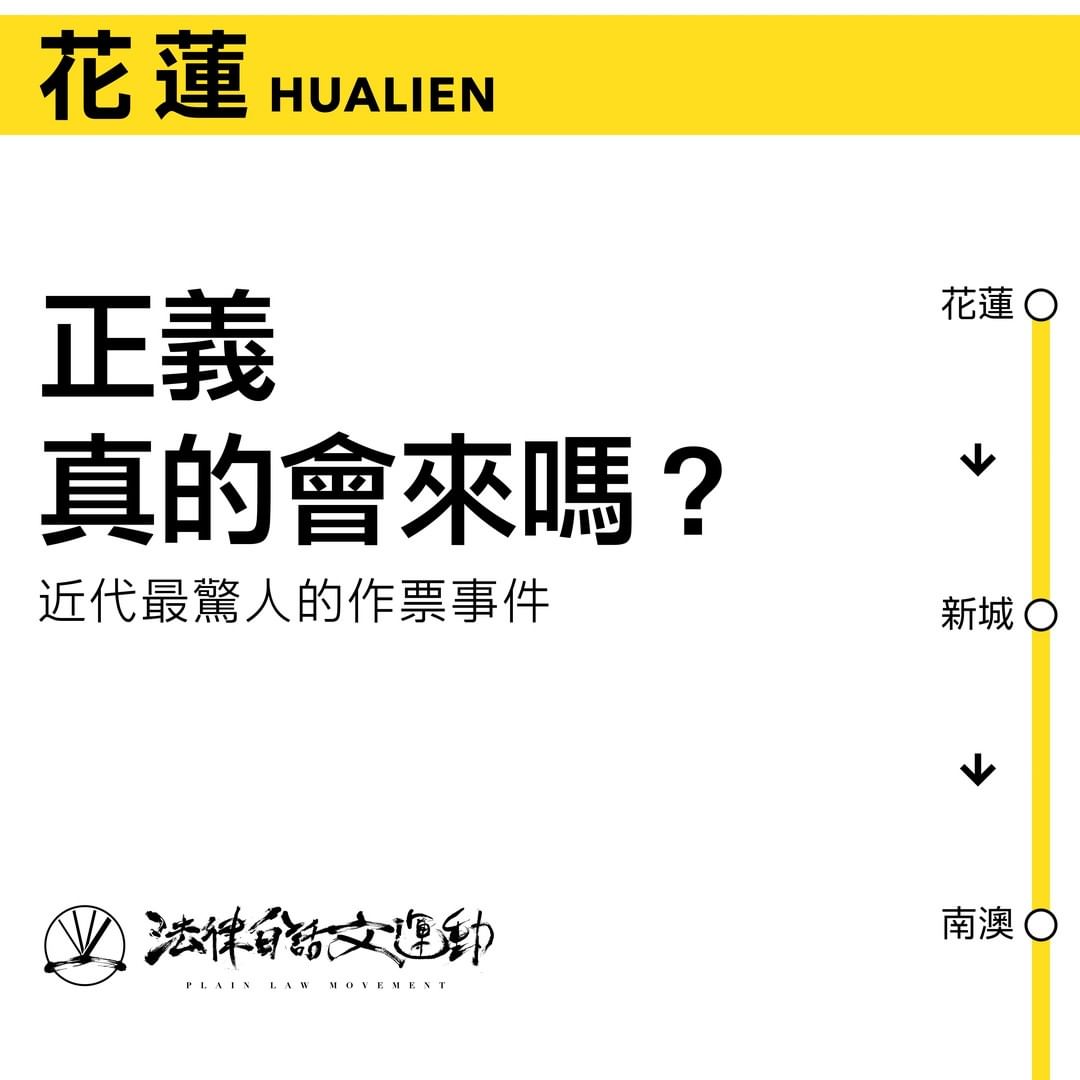 花蓮 HUALIEN
正義
真的會來嗎？
近代最驚人的作票事件
花蓮
↓
新城
↓
南澳
法律白話文運動
PLAIN LAW MOVEMENT